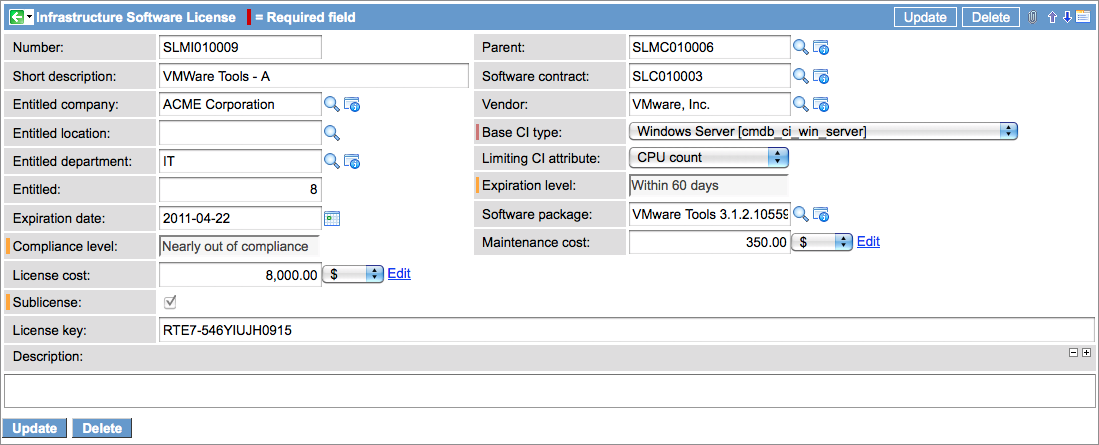 Infrastructure Software License = Required field Update Delete
Number: SLMI010009 Parent: SLMC010006
Short description: VMWare Tools - A Software contract: SLC010003
Entitled company: ACME Corporation Vendor: VMware, Inc.
Entitled location: Base CI type: Windows Server [cmdb_ci_win_server]
Entitled department: IT Limiting CI attribute: CPU count
Entitled: 8 Expiration level: Within 60 days
Expiration date: 2011-04-22 Software package: VMware Tools 3.1.2.10559
Compliance level: Nearly out of compliance Maintenance cost: 350.00 $ Edit
License cost: 8,000.00 $ Edit
Sublicense:
License key: RTE7-546YIUJH0915
Description:
Update Delete